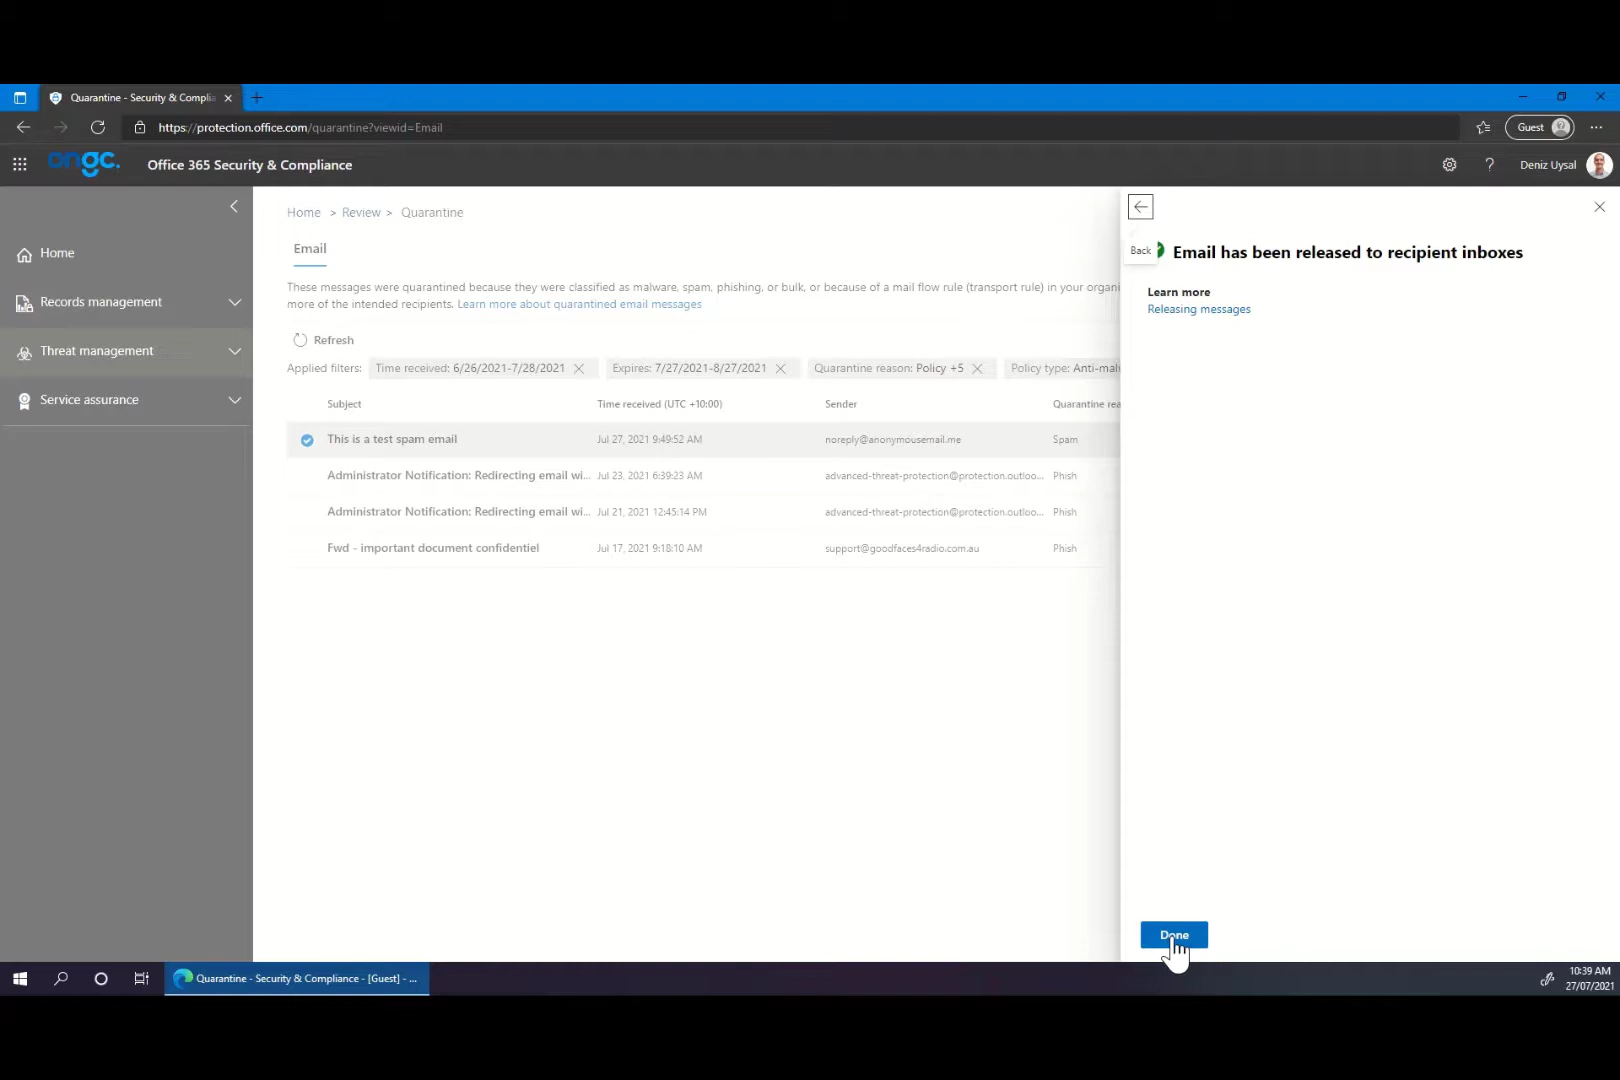 Quarantine - Security & Complia
https://protection.office.com/quarantine?viewid=Email
Guest
ongc.
Office 365 Security & Compliance
Deniz Uysal
Home
Records management
Threat management
Service assurance
Home > Review > Quarantine
Email
These messages were quarantined because they were classified as malware, spam, phishing, or bulk, or because of a mail flow rule (transport rule) in your organi
more of the intended recipients. Learn more about quarantined email messages
Refresh
Applied filters: Time received: 6/26/2021-7/28/2021 Expires: 7/27/2021-8/27/2021 Quarantine reason: Policy +5 Policy type: Anti-mal
Subject Time received (UTC +10:00) Sender Quarantine rea
This is a test spam email Jul 27, 2021 9:49:52 AM noreply@anonymousemail.me Spam
Administrator Notification: Redirecting email wi... Jul 23, 2021 6:39:23 AM advanced-threat-protection@protection.outloo... Phish
Administrator Notification: Redirecting email wi... Jul 21, 2021 12:45:14 PM advanced-threat-protection@protection.outloo... Phish
Fwd - important document confidentiel Jul 17, 2021 9:18:10 AM support@goodfaces4radio.com.au Phish
Back
Email has been released to recipient inboxes
Learn more
Releasing messages
Done
Quarantine - Security & Compliance - [Guest] - ...
10:39 AM
27/07/2021